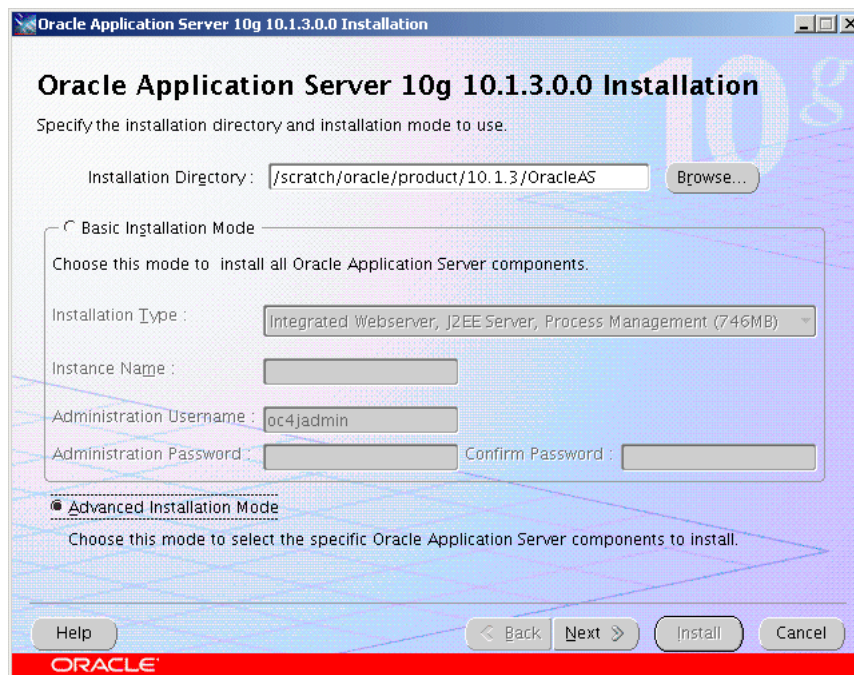 Oracle Application Server 10g 10.1.3.0.0 Installation
10g
Oracle Application Server 10g 10.1.3.0.0 Installation
Specify the installation directory and installation mode to use.
Installation Directory : /scratch/oracle/product/10.1.3/OracleAS Browse...
Basic Installation Mode
Choose this mode to install all Oracle Application Server components.
Installation Type : Integrated Webserver, J2EE Server, Process Management (746MB)
Instance Name :
Administration Username : oc4jadmin
Administration Password : Confirm Password :
Advanced Installation Mode
Choose this mode to select the specific Oracle Application Server components to install.
Help Back Next Install Cancel
ORACLE